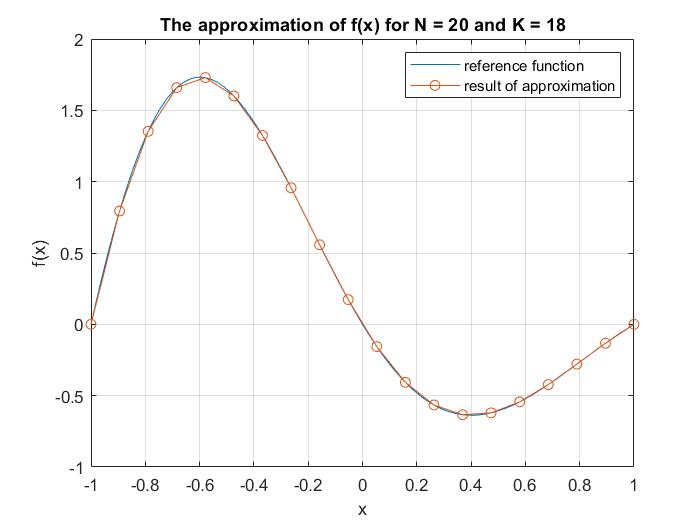 The approximation of f(x) for N = 20 and K = 18
reference function
result of approximation
2
1.5
1
0.5
0
-0.5
-1
f(x)
-1 -0.8 -0.6 -0.4 -0.2 0 0.2 0.4 0.6 0.8 1
x